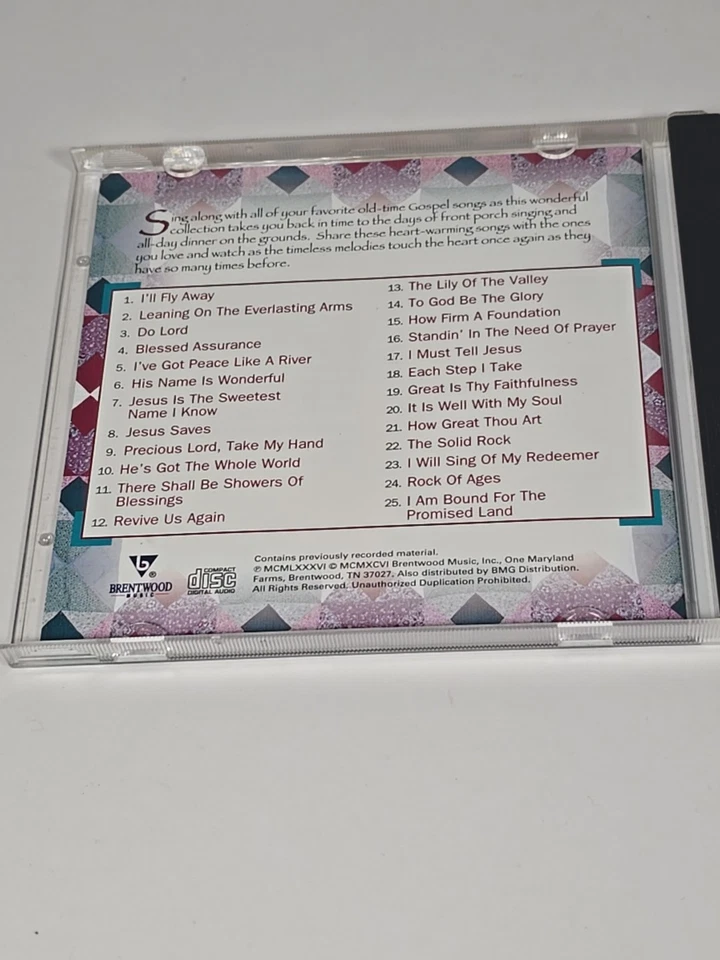 Sing along with all of your favorite old-time Gospel songs as this wonderful
collection takes you back in time to the days of front porch singing and
all-day dinner on the grounds. Share these heart-warming songs with the ones
you love and watch as the timeless melodies touch the heart once again as they
have so many times before.
1. I'll Fly Away
2. Leaning On The Everlasting Arms
3. Do Lord
4. Blessed Assurance
5. I've Got Peace Like A River
6. His Name Is Wonderful
7. Jesus Is The Sweetest
Name I Know
8. Jesus Saves
9. Precious Lord, Take My Hand
10. He's Got The Whole World
11. There Shall Be Showers Of
Blessings
12. Revive Us Again
13. The Lily Of The Valley
14. To God Be The Glory
15. How Firm A Foundation
16. Standin' In The Need Of Prayer
17. I Must Tell Jesus
18. Each Step I Take
19. Great Is Thy Faithfulness
20. It Is Well With My Soul
21. How Great Thou Art
22. The Solid Rock
23. I Will Sing Of My Redeemer
24. Rock Of Ages
25. I Am Bound For The
Promised Land
b®
BRENTWOOD
MUSIC
COMPACT
disc
DIGITAL AUDIO
Contains previously recorded material.
℗ MCMLXXXVI © MCMXCVI Brentwood Music, Inc., One Maryland
Farms, Brentwood, TN 37027. Also distributed by BMG Distribution.
All Rights Reserved. Unauthorized Duplication Prohibited.